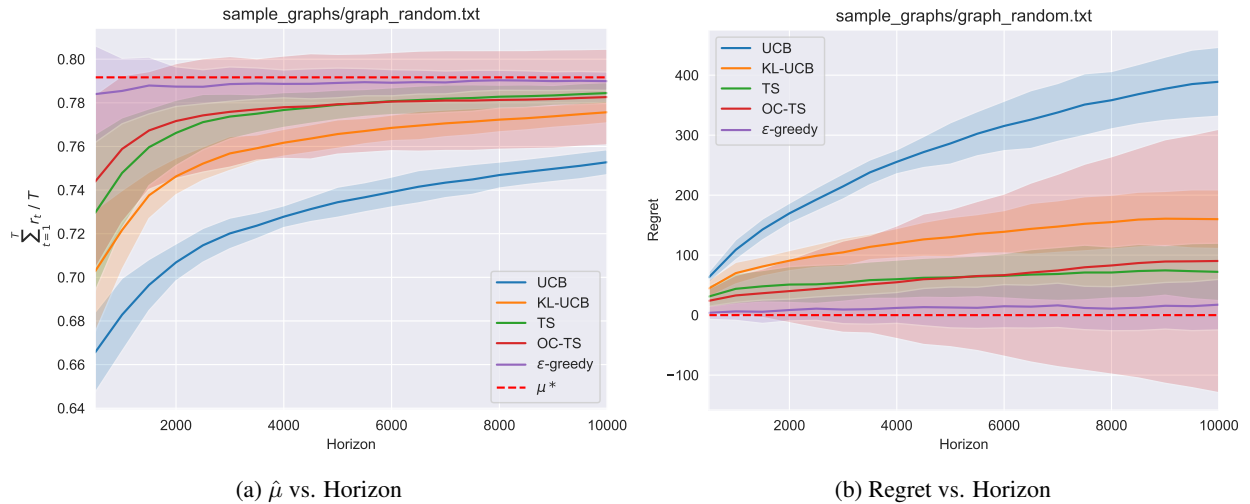 sample_graphs/graph_random.txt
0.80
0.78
0.76
0.74
0.72
0.70
0.68
0.66
0.64
∑_{t=1}^{T} r_t / T
UCB
KL-UCB
TS
OC-TS
ε-greedy
μ*
2000 4000 6000 8000 10000
Horizon
(a) μ̂ vs. Horizon
sample_graphs/graph_random.txt
400
300
200
100
0
−100
Regret
UCB
KL-UCB
TS
OC-TS
ε-greedy
2000 4000 6000 8000 10000
Horizon
(b) Regret vs. Horizon